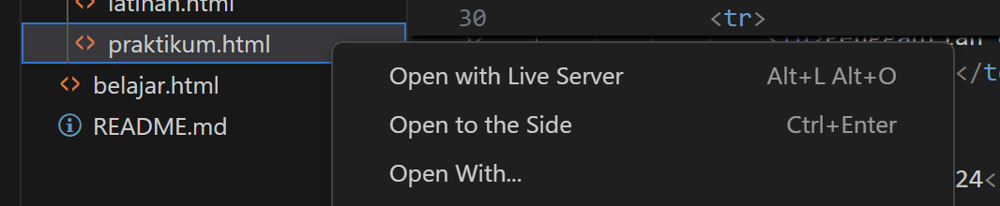 latihan.html
praktikum.html
belajar.html
README.md
30 <tr>
Open with Live Server Alt+L Alt+O
Open to the Side Ctrl+Enter
Open With...
24<